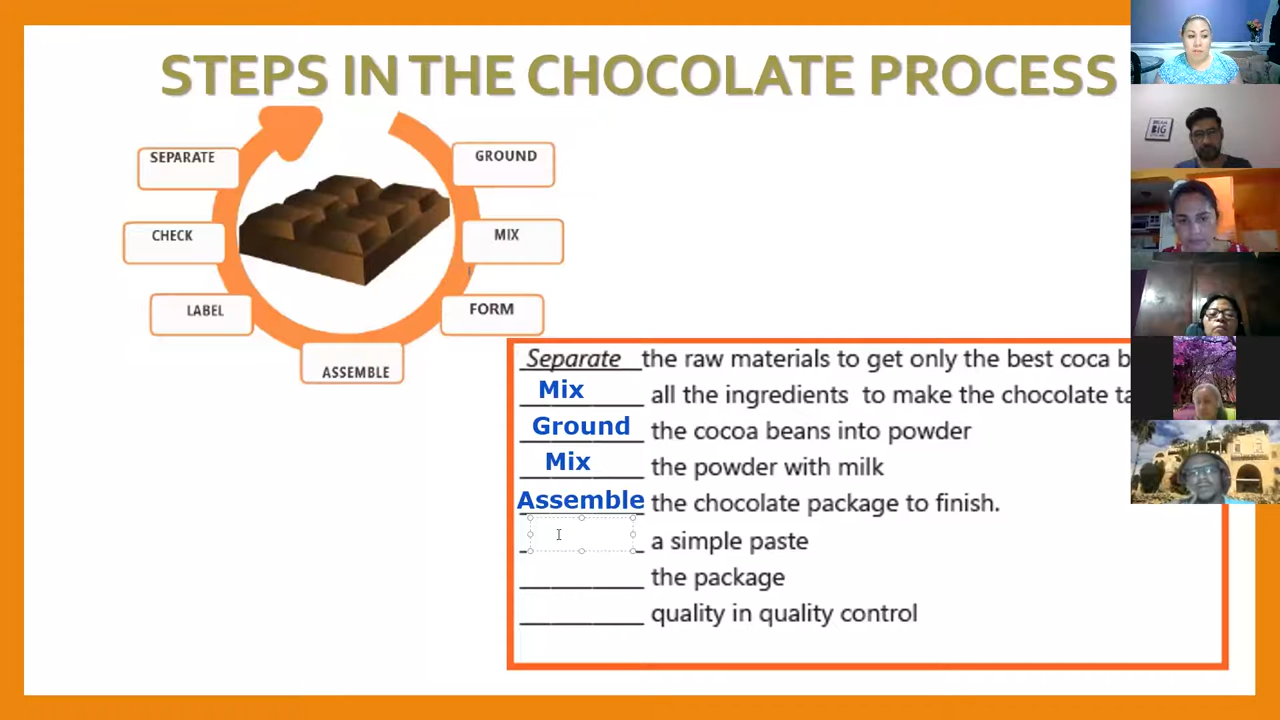 STEPS IN THE CHOCOLATE PROCESS
SEPARATE
GROUND
CHECK
MIX
LABEL
FORM
ASSEMBLE
Separate the raw materials to get only the best coca b
Mix all the ingredients to make the chocolate ta
Ground the cocoa beans into powder
Mix the powder with milk
Assemble the chocolate package to finish.
a simple paste
the package
quality in quality control
BIG